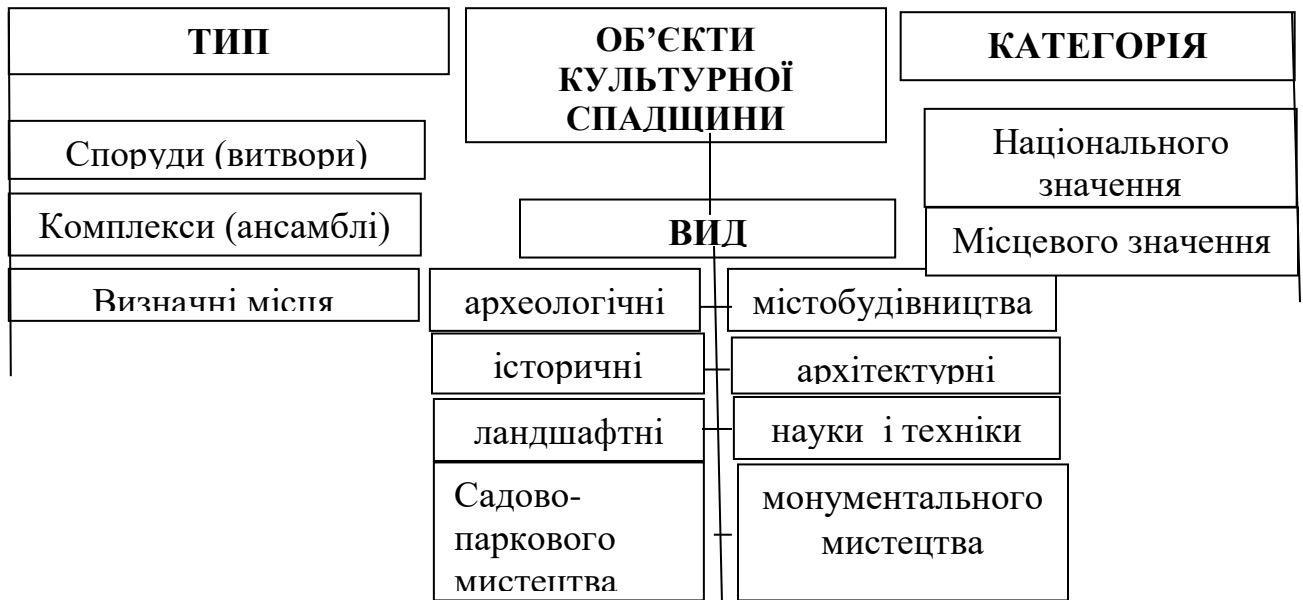 ТИП
ОБ’ЄКТИ
КУЛЬТУРНОЇ
СПАДЩИНИ
КАТЕГОРІЯ
Споруди (витвори)
Комплекси (ансамблі)
Визначні місця
Національного
значення
Місцевого значення
ВИД
археологічні
містобудівництва
історичні
архітектурні
ландшафтні
науки і техніки
Садово-
паркового
мистецтва
монументального
мистецтва